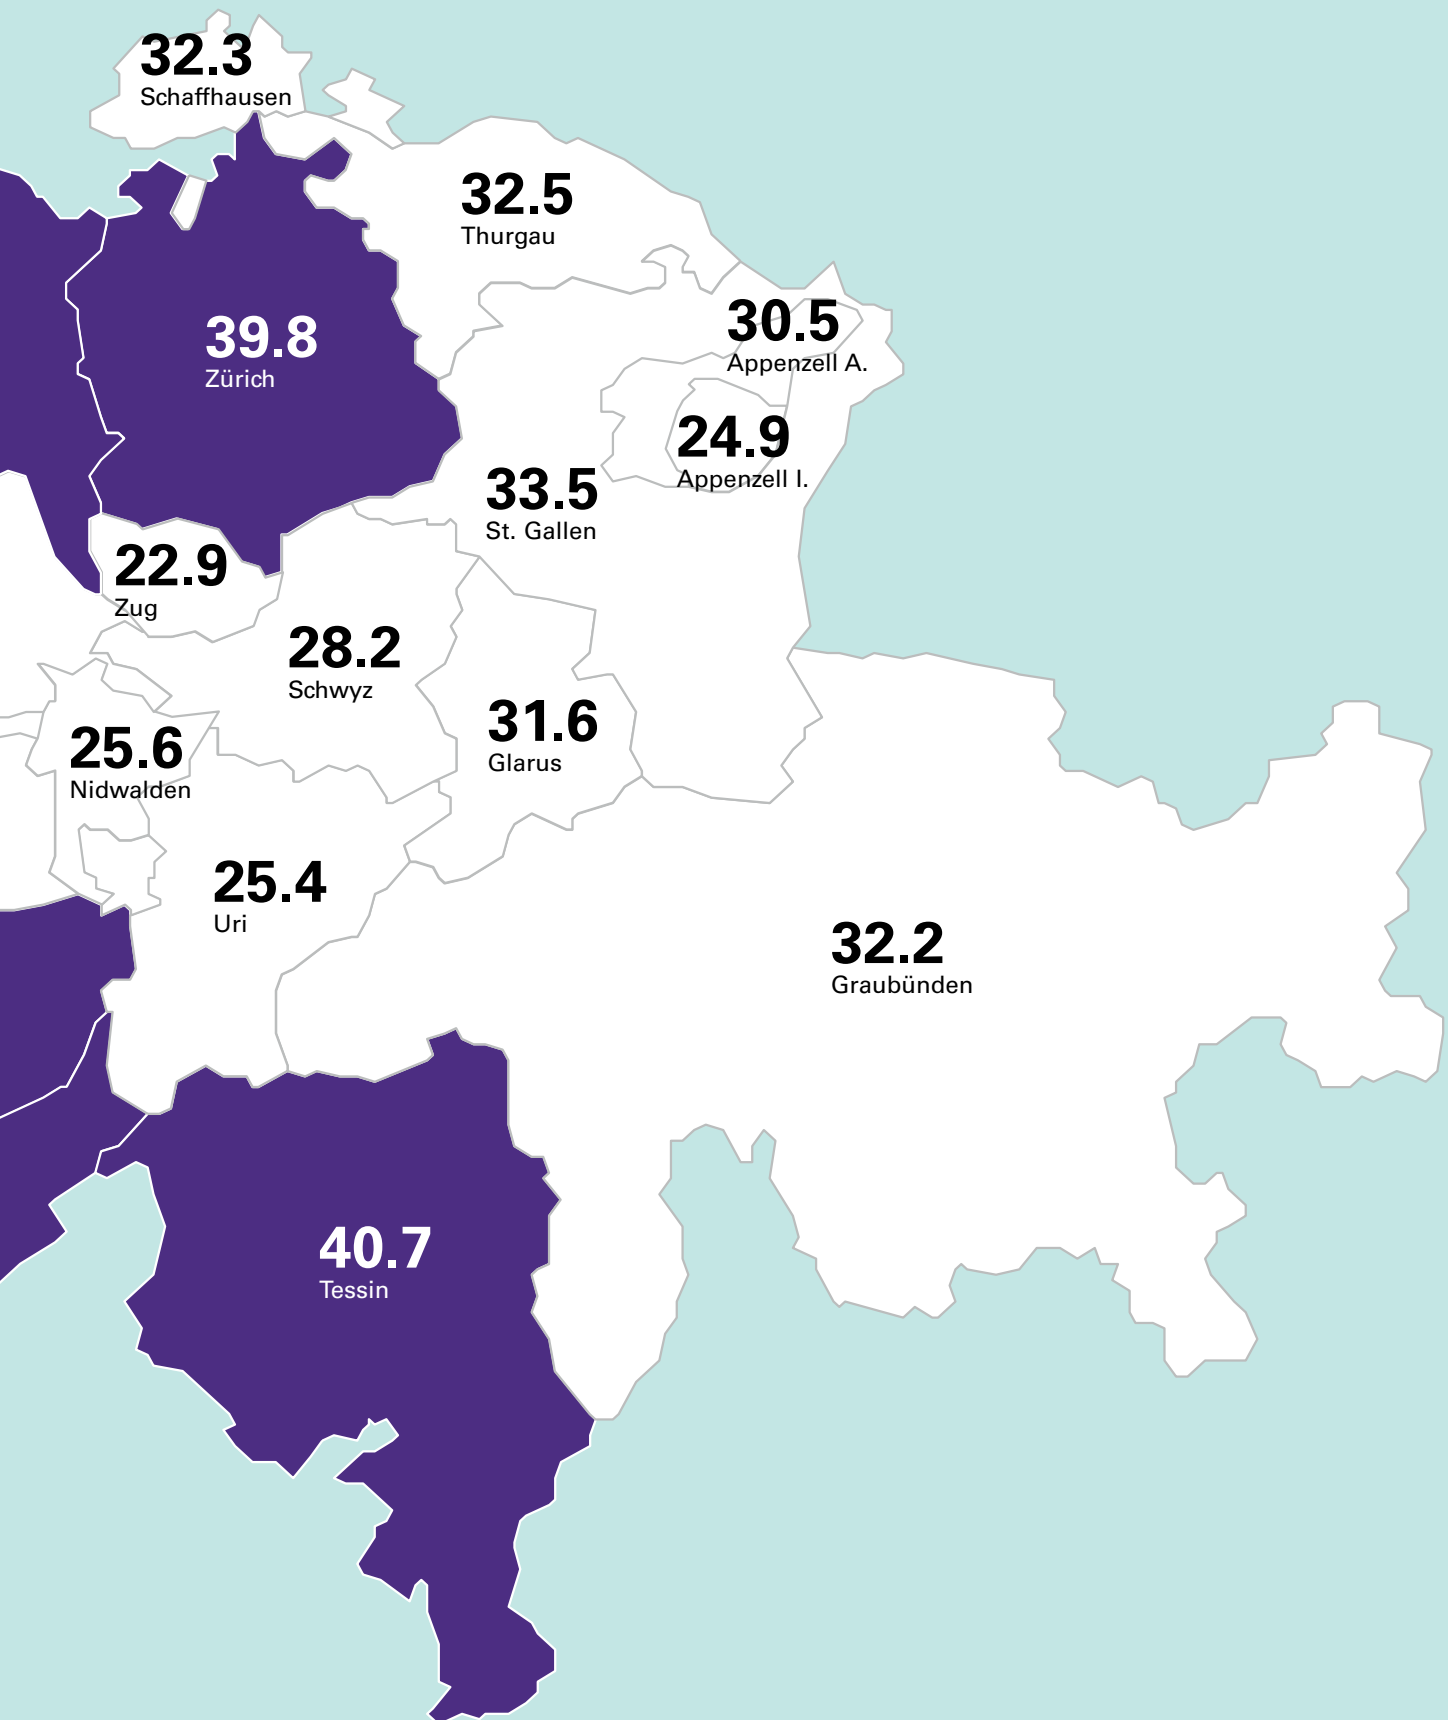 32.3
Schaffhausen
32.5
Thurgau
39.8
Zürich
30.5
Appenzell A.
24.9
Appenzell I.
33.5
St. Gallen
22.9
Zug
28.2
Schwyz
31.6
Glarus
25.6
Nidwalden
25.4
Uri
32.2
Graubünden
40.7
Tessin